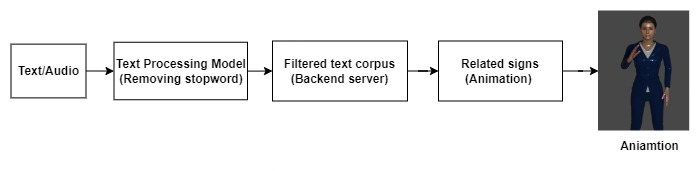 Text/Audio
Text Processing Model
(Removing stopword)
Filtered text corpus
(Backend server)
Related signs
(Animation)
Aniamtion